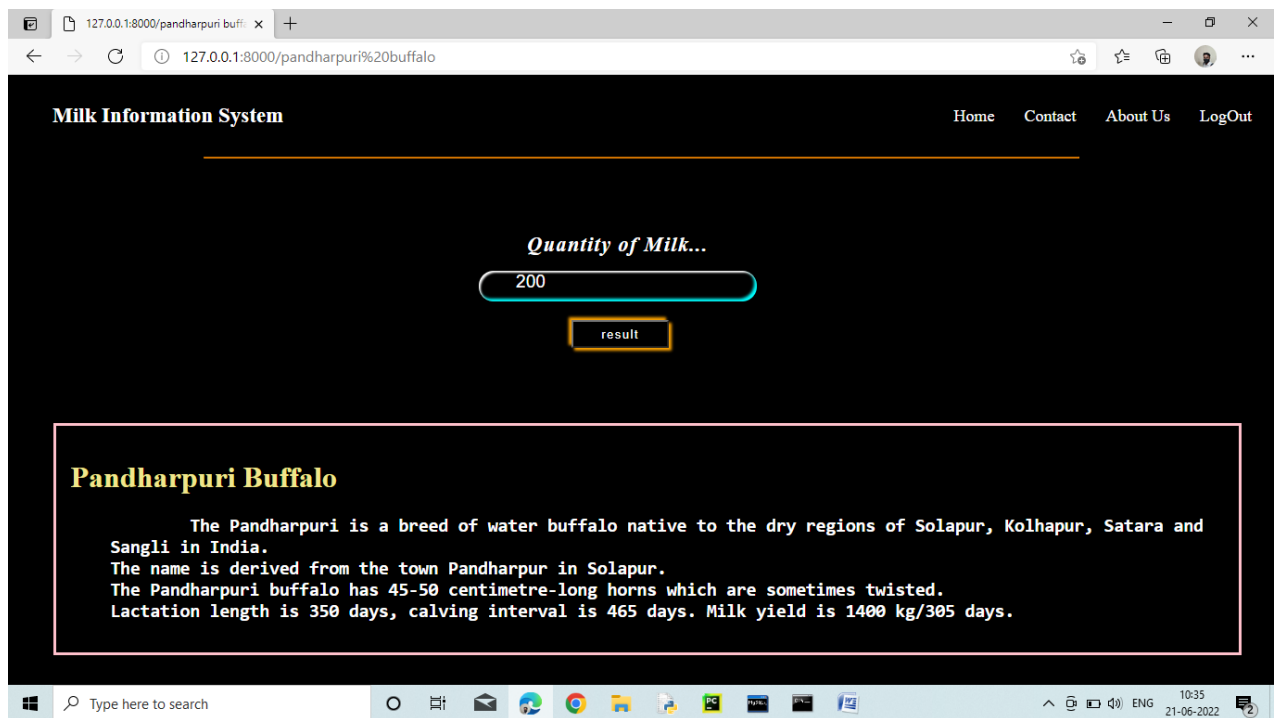 127.0.0.1:8000/pandharpuri buff
127.0.0.1:8000/pandharpuri%20buffalo
Milk Information System
Home Contact About Us LogOut
Quantity of Milk...
200
result
Pandharpuri Buffalo
The Pandharpuri is a breed of water buffalo native to the dry regions of Solapur, Kolhapur, Satara and
Sangli in India.
The name is derived from the town Pandharpur in Solapur.
The Pandharpuri buffalo has 45-50 centimetre-long horns which are sometimes twisted.
Lactation length is 350 days, calving interval is 465 days. Milk yield is 1400 kg/305 days.
Type here to search
PC
ENG
10:35
21-06-2022
2